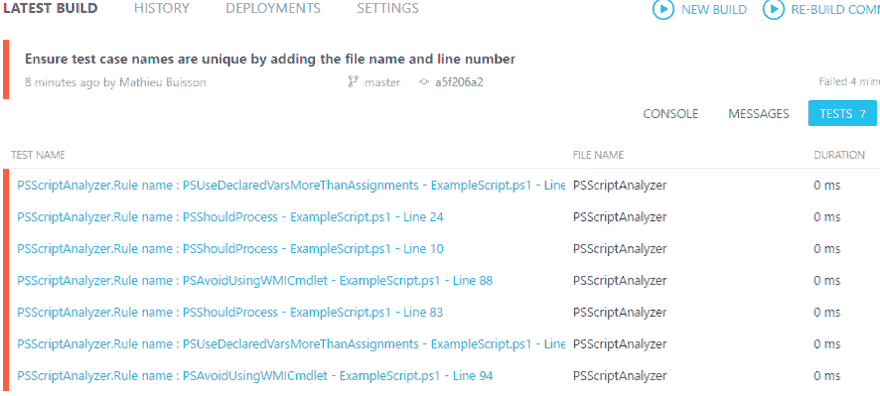 LATEST BUILD HISTORY DEPLOYMENTS SETTINGS NEW BUILD RE-BUILD COM
Ensure test case names are unique by adding the file name and line number
8 minutes ago by Mathieu Buisson master a5f206a2 Failed 4 minu
CONSOLE MESSAGES TESTS 7
TEST NAME FILE NAME DURATION
PSScriptAnalyzer.Rule name : PSUseDeclaredVarsMoreThanAssignments - ExampleScript.ps1 - Line PSScriptAnalyzer 0 ms
PSScriptAnalyzer.Rule name : PSShouldProcess - ExampleScript.ps1 - Line 24 PSScriptAnalyzer 0 ms
PSScriptAnalyzer.Rule name : PSShouldProcess - ExampleScript.ps1 - Line 10 PSScriptAnalyzer 0 ms
PSScriptAnalyzer.Rule name : PSAvoidUsingWMICmdlet - ExampleScript.ps1 - Line 88 PSScriptAnalyzer 0 ms
PSScriptAnalyzer.Rule name : PSShouldProcess - ExampleScript.ps1 - Line 83 PSScriptAnalyzer 0 ms
PSScriptAnalyzer.Rule name : PSUseDeclaredVarsMoreThanAssignments - ExampleScript.ps1 - Line PSScriptAnalyzer 0 ms
PSScriptAnalyzer.Rule name : PSAvoidUsingWMICmdlet - ExampleScript.ps1 - Line 94 PSScriptAnalyzer 0 ms